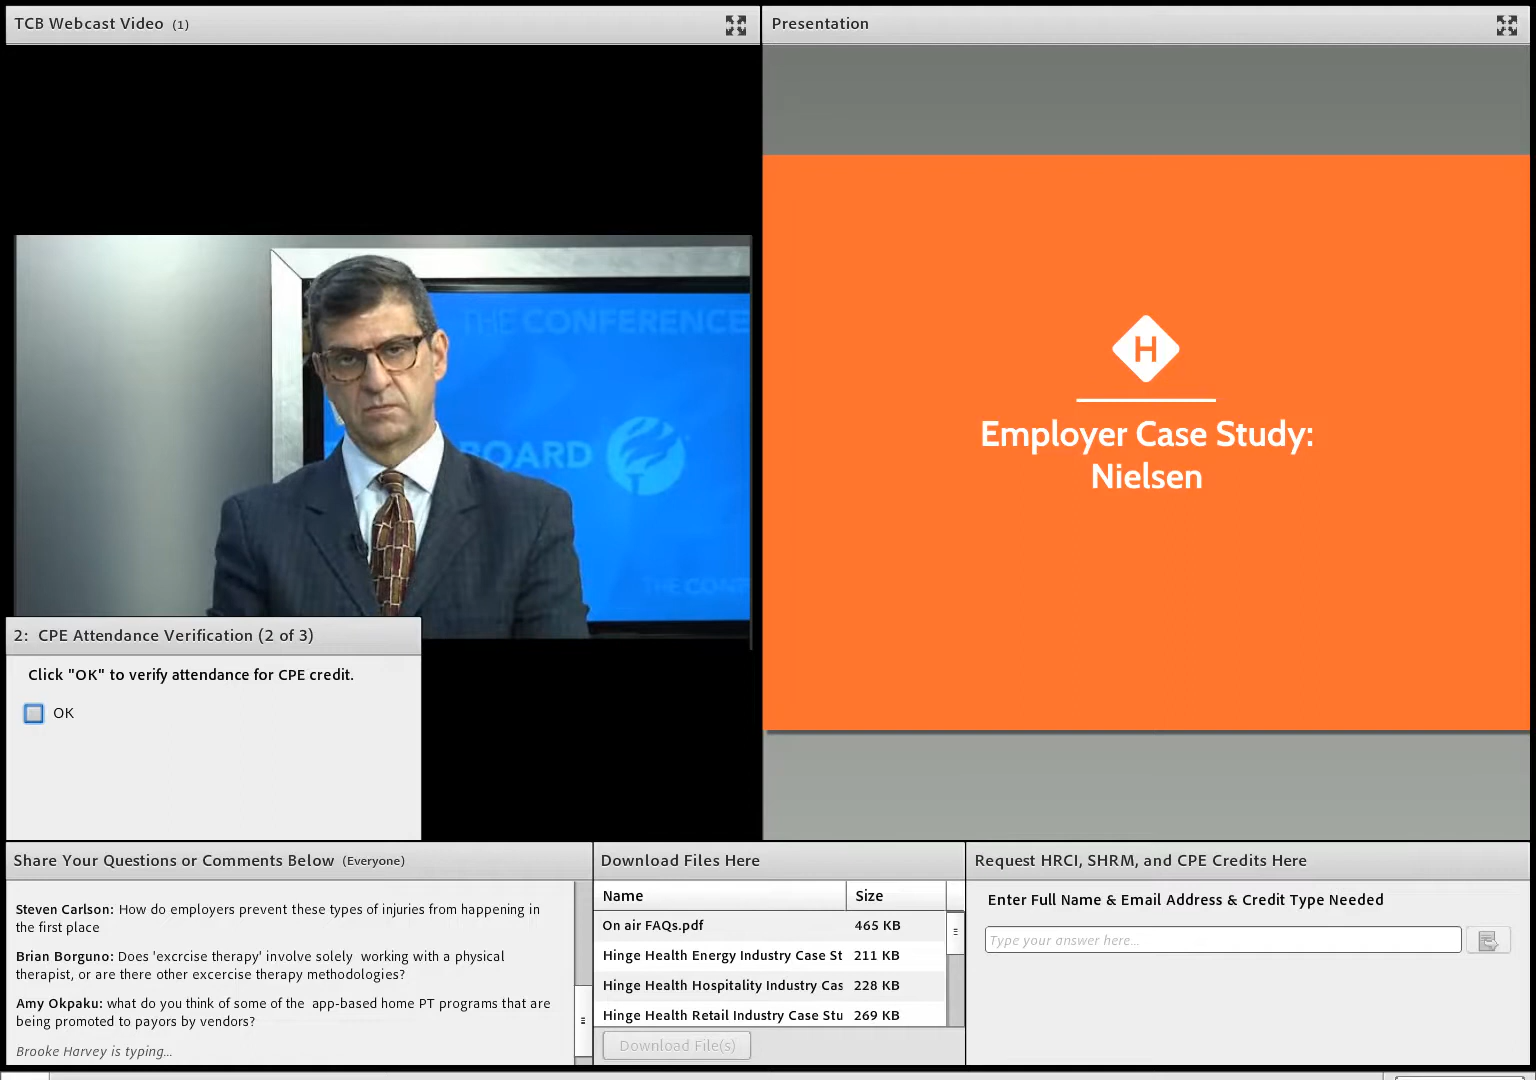 TCB Webcast Video (1)
Presentation
THE CONFERENCE
BOARD
THE CONF
H
Employer Case Study:
Nielsen
2: CPE Attendance Verification (2 of 3)
Click "OK" to verify attendance for CPE credit.
OK
Share Your Questions or Comments Below (Everyone)
Steven Carlson: How do employers prevent these types of injuries from happening in
the first place
Brian Borguno: Does 'excrcise therapy' involve solely working with a physical
therapist, or are there other excercise therapy methodologies?
Amy Okpaku: what do you think of some of the app-based home PT programs that are
being promoted to payors by vendors?
Brooke Harvey is typing...
Download Files Here
Name Size
On air FAQs.pdf 465 KB
Hinge Health Energy Industry Case St 211 KB
Hinge Health Hospitality Industry Cas 228 KB
Hinge Health Retail Industry Case Stu 269 KB
Download File(s)
Request HRCI, SHRM, and CPE Credits Here
Enter Full Name & Email Address & Credit Type Needed
Type your answer here...